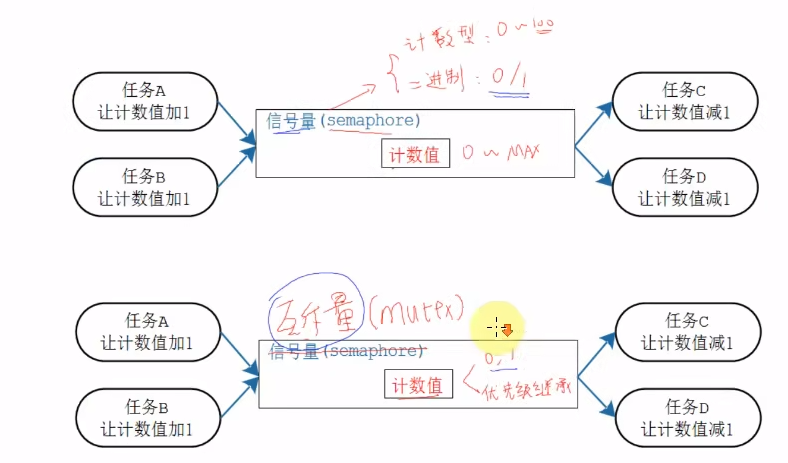 计数型：0~100
二进制：0/1
任务A
让计数值加1
信号量(semaphore)
任务C
让计数值减1
计数值 0~MAX
任务B
让计数值加1
任务D
让计数值减1
互斥量(mutex)
任务A
让计数值加1
信号量(semaphore)
0,1
任务C
让计数值减1
计数值
优先级继承
任务B
让计数值加1
任务D
让计数值减1